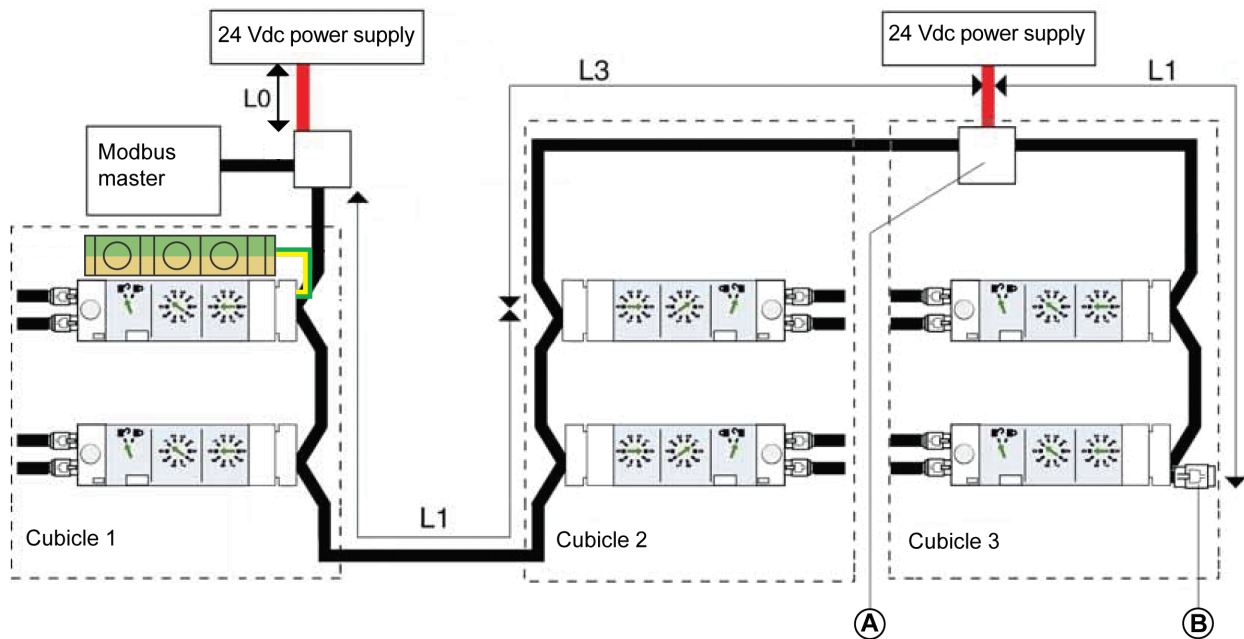 24 Vdc power supply
24 Vdc power supply
L3
L1
L0
Modbus
master
L1
Cubicle 1
Cubicle 2
Cubicle 3
A
B